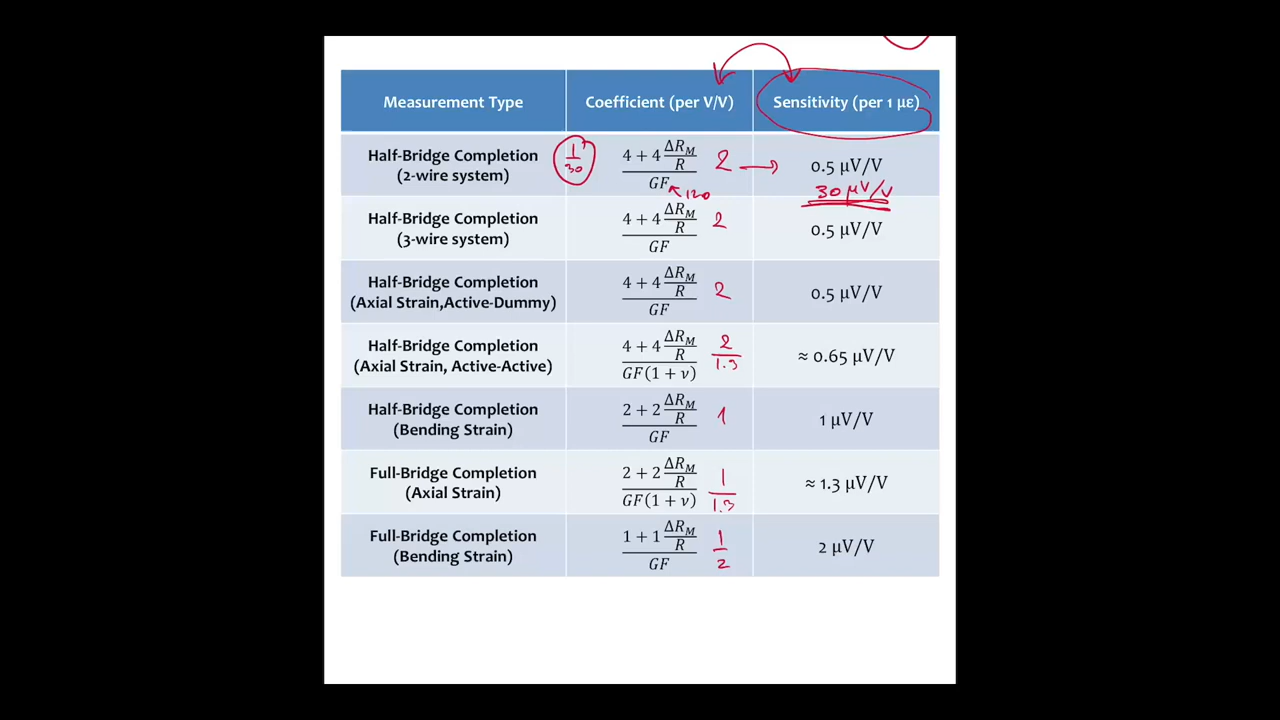 Measurement Type Coefficient (per V/V) Sensitivity (per 1 µε)
Half-Bridge Completion
(2-wire system)
1/30
(4 + 4 ΔR_M/R)/GF
2 →
120
0.5 µV/V
30 µV/V
Half-Bridge Completion
(3-wire system)
(4 + 4 ΔR_M/R)/GF
2
0.5 µV/V
Half-Bridge Completion
(Axial Strain,Active-Dummy)
(4 + 4 ΔR_M/R)/GF
2
0.5 µV/V
Half-Bridge Completion
(Axial Strain, Active-Active)
(4 + 4 ΔR_M/R)/GF(1 + ν)
2/1.3
≈ 0.65 µV/V
Half-Bridge Completion
(Bending Strain)
(2 + 2 ΔR_M/R)/GF
1
1 µV/V
Full-Bridge Completion
(Axial Strain)
(2 + 2 ΔR_M/R)/GF(1 + ν)
1/1.3
≈ 1.3 µV/V
Full-Bridge Completion
(Bending Strain)
(1 + 1 ΔR_M/R)/GF
1/2
2 µV/V